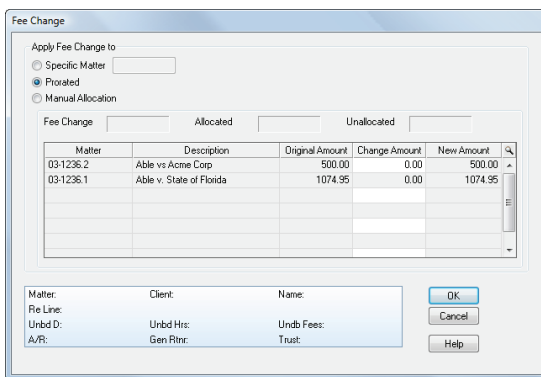 Fee Change
Apply Fee Change to
Specific Matter
Prorated
Manual Allocation
Fee Change Allocated Unallocated
Matter Description Original Amount Change Amount New Amount
03-1236.2 Able vs Acme Corp 500.00 0.00 500.00
03-1236.1 Able v. State of Florida 1074.95 0.00 1074.95
Matter: Client: Name: OK
Re Line: Cancel
Unbd D: Unbd Hrs: Undb Fees:
A/R: Gen Rtnr: Trust: Help